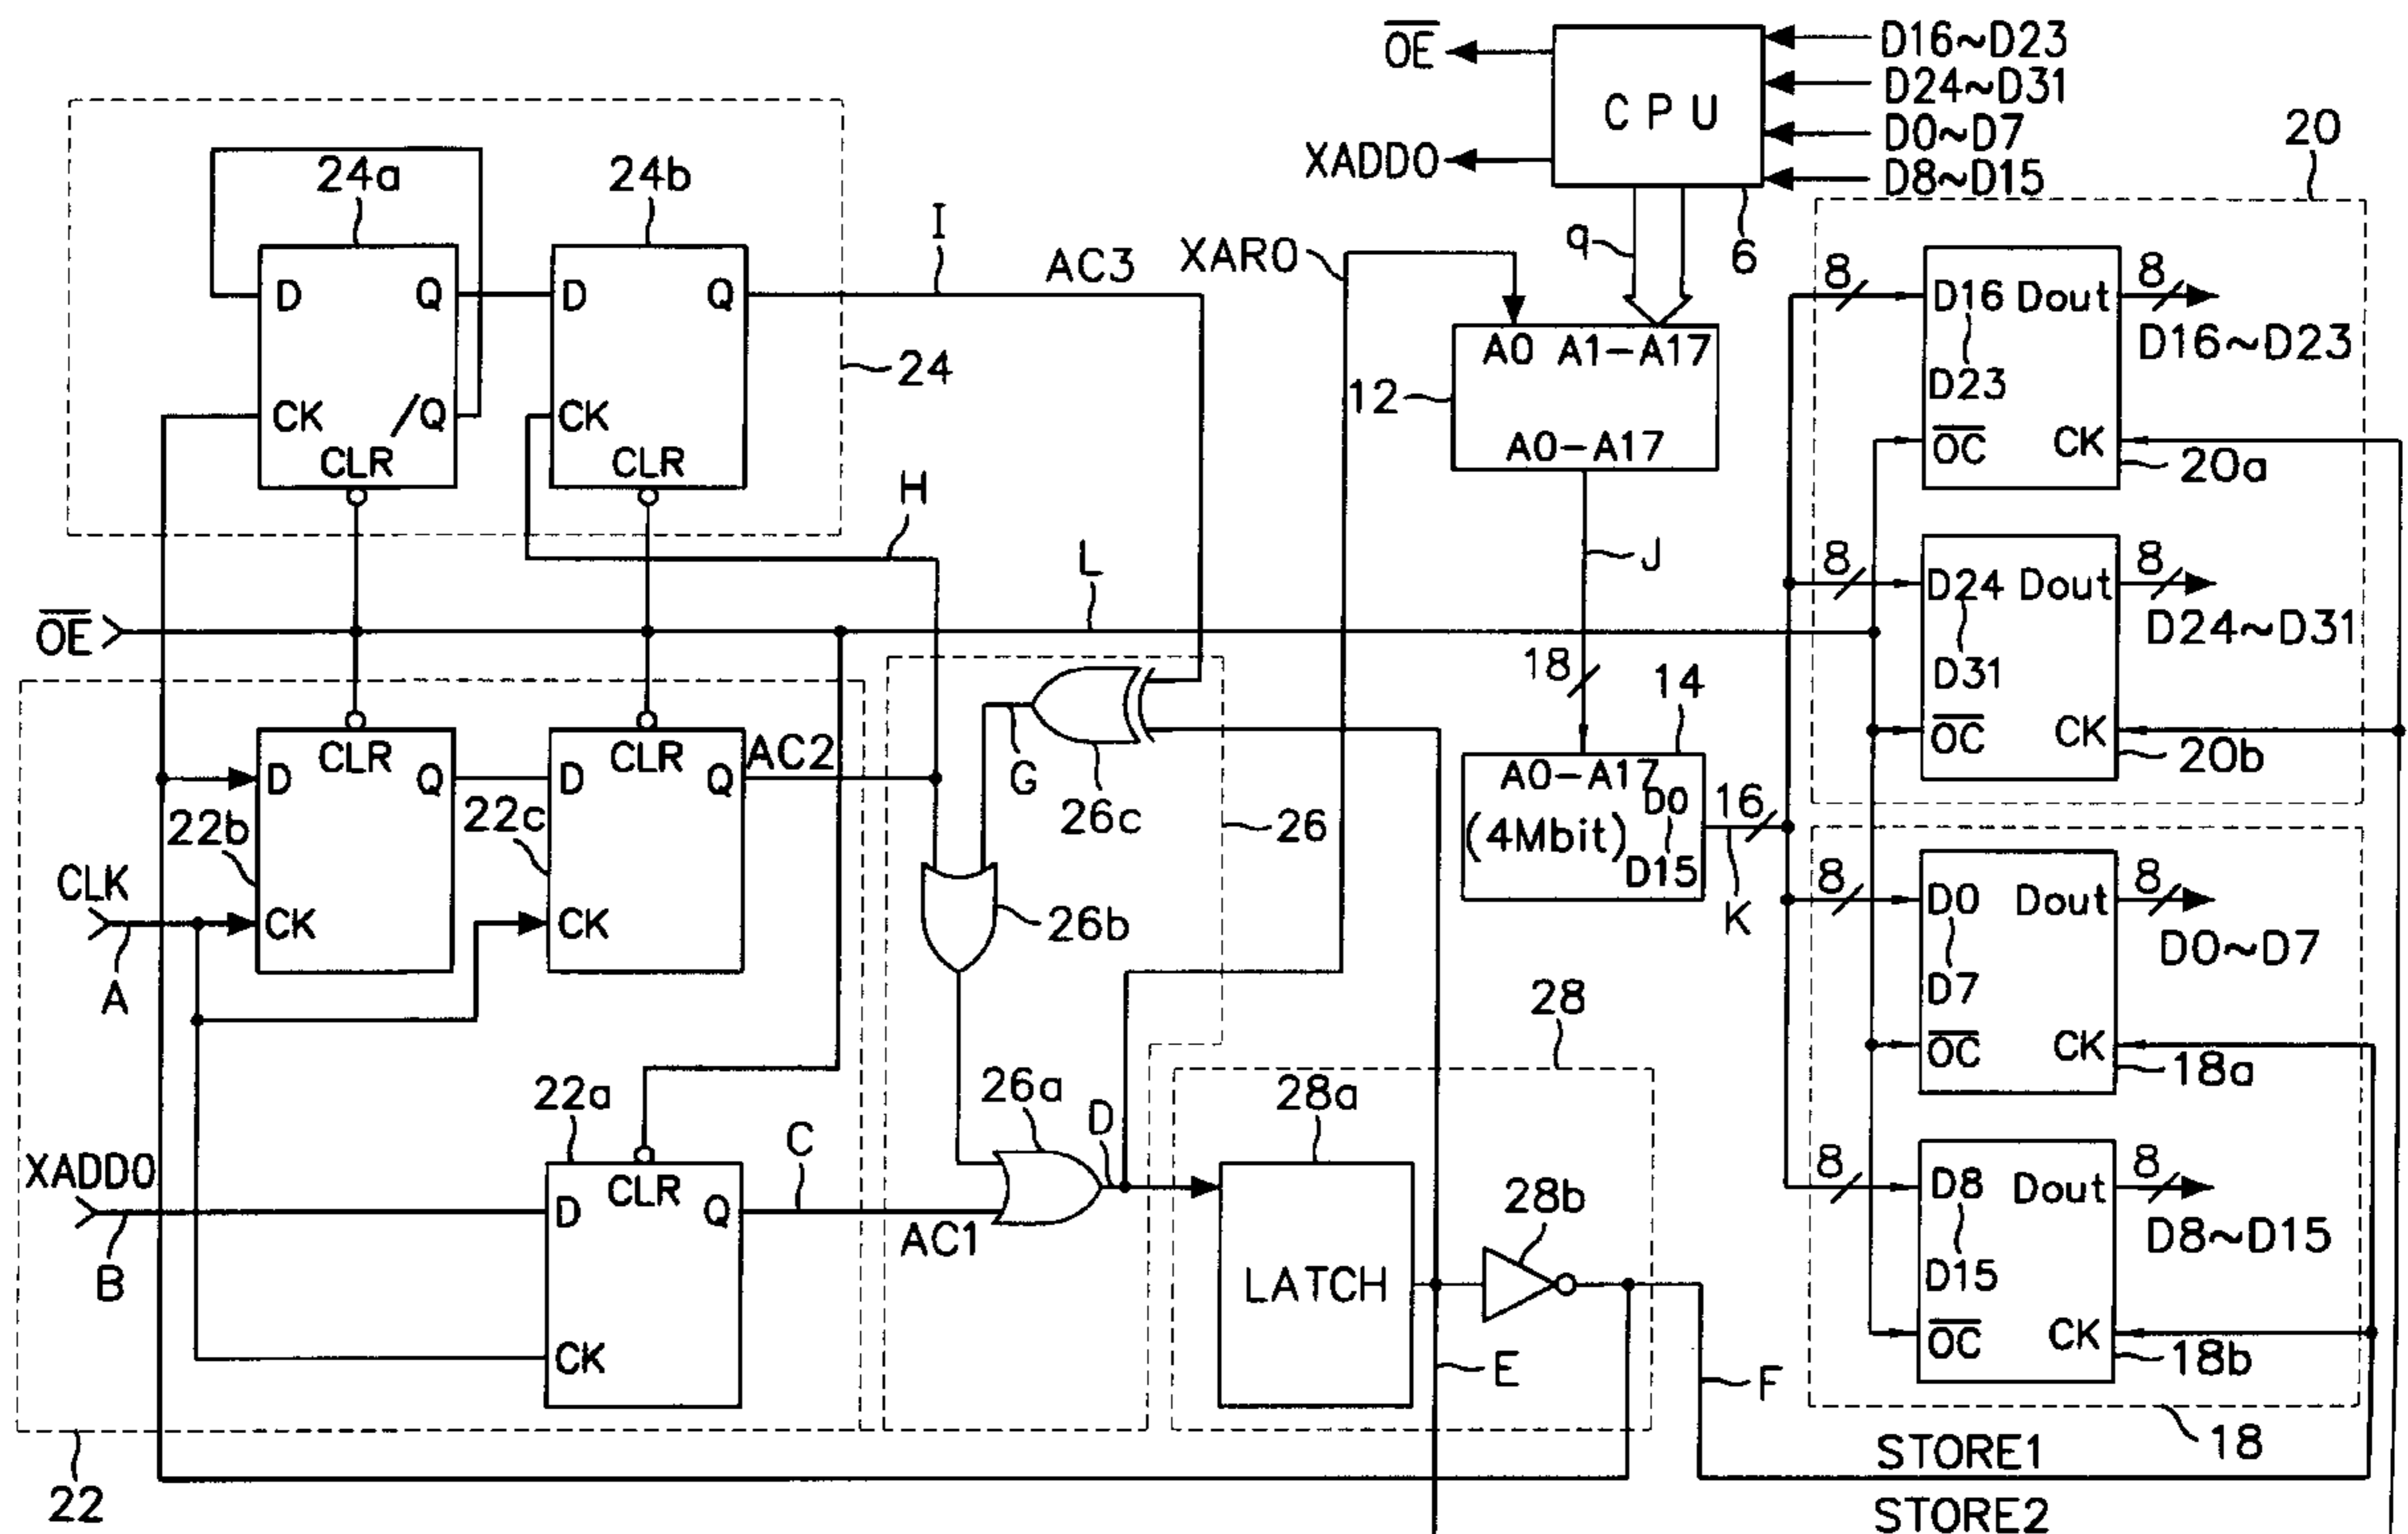 OE
XADD0
CPU
D16~D23
D24~D31
D0~D7
D8~D15
6
q
20
24a
24b
I
AC3
XAR0
D
Q
CK
/Q
CLR
D
Q
CK
CLR
24
H
12
A0 A1-A17
A0-A17
J
8
D16 Dout
D23
OC CK
8
D16~D23
20a
8
D24 Dout
D31
OC CK
8
D24~D31
20b
OE
L
18
14
A0-A17
D0
(4Mbit)
D15
16
K
CLR
D
Q
CK
22b
CLR
D
Q
CK
22c
AC2
G
26c
26
26b
CLK
A
8
D0 Dout
D7
OC CK
8
D0~D7
18a
8
D8 Dout
D15
OC CK
8
D8~D15
18b
18
28
XADD0
B
22a
CLR
D
Q
CK
C
AC1
26a
D
28a
LATCH
28b
E
F
22
STORE1
STORE2